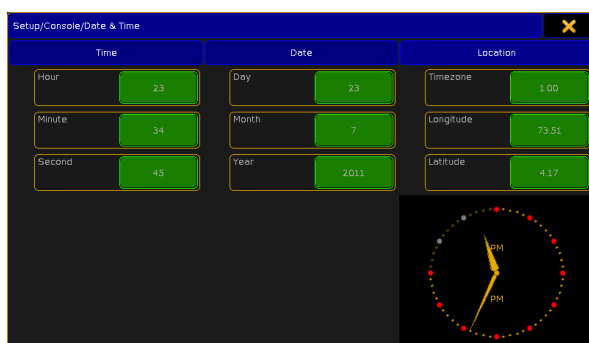 Setup/Console/Date & Time
Time Date Location
Hour 23 Day 23 Timezone 1.00
Minute 34 Month 7 Longitude 73.51
Second 45 Year 2011 Latitude 4.17
PM
PM